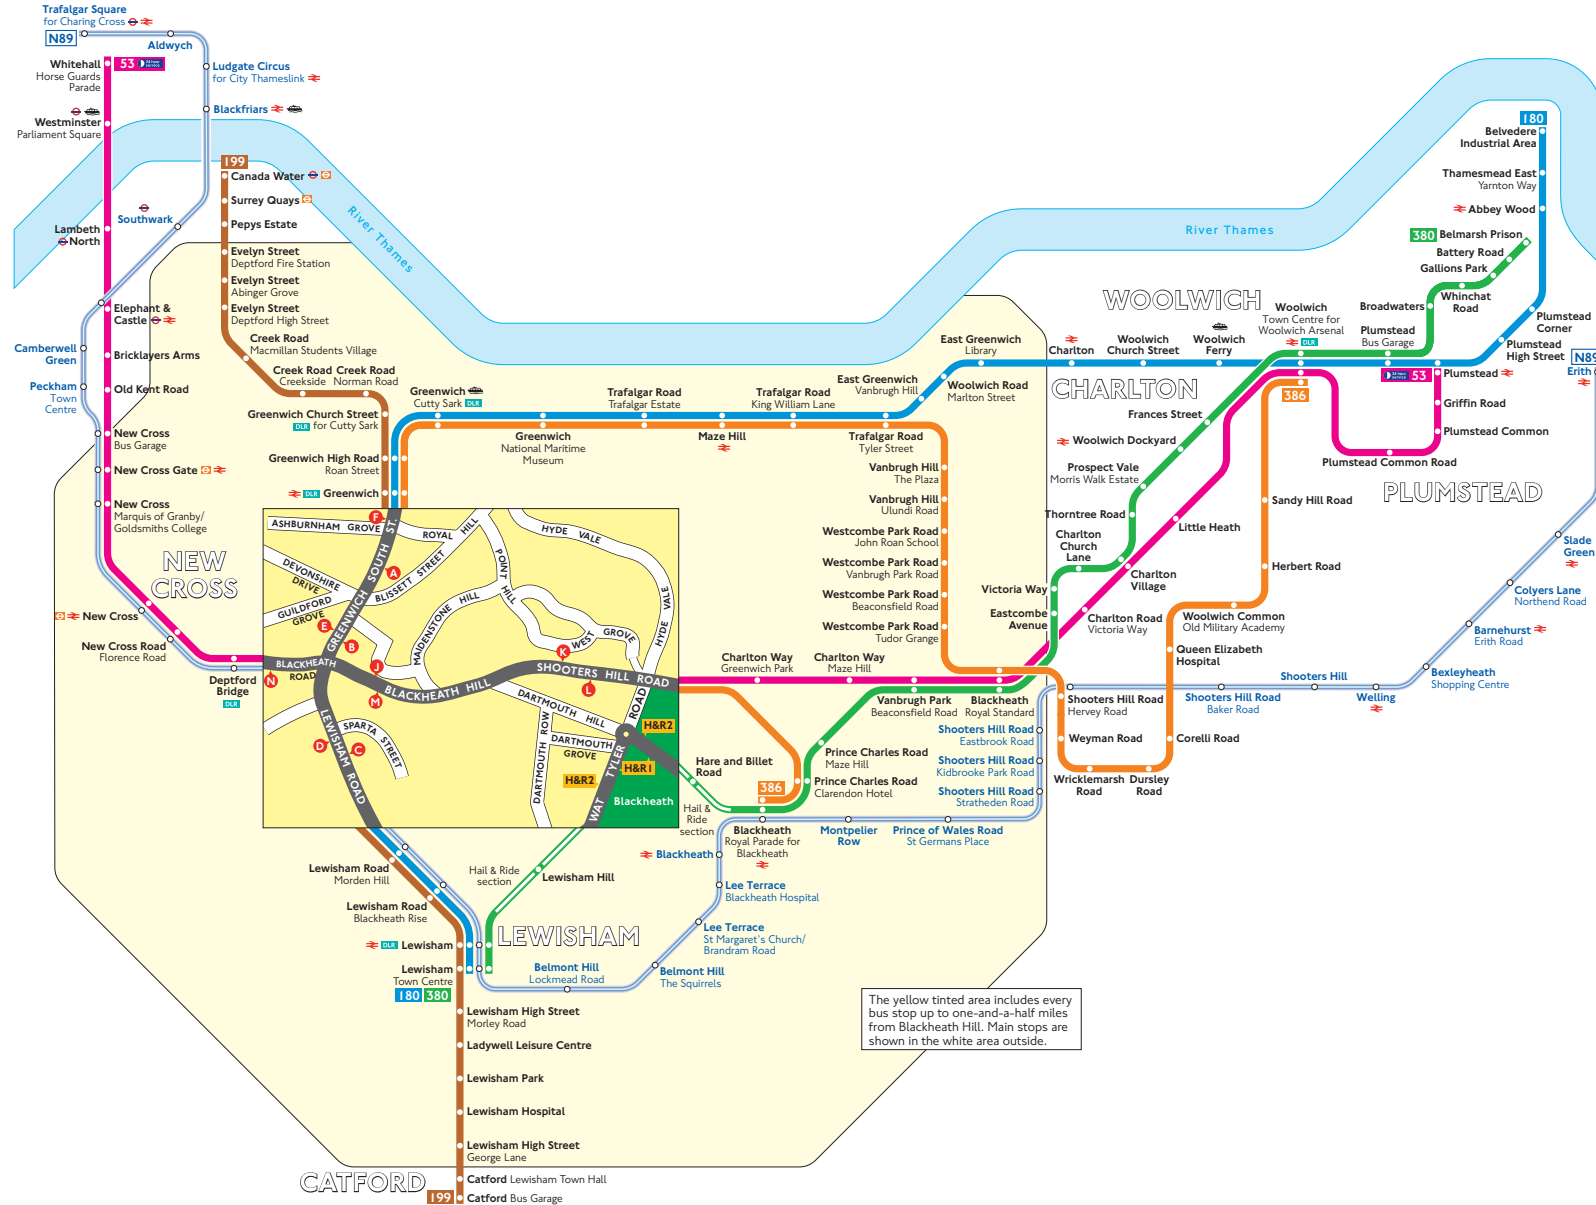 Trafalgar Square
for Charing Cross
N89
Aldwych
Whitehall
Horse Guards
Parade
53
24 hour
service
Ludgate Circus
for City Thameslink
Blackfriars
Westminster
Parliament Square
199
Canada Water
Surrey Quays
Pepys Estate
Southwark
Lambeth
North
Evelyn Street
Deptford Fire Station
Evelyn Street
Abinger Grove
Evelyn Street
Deptford High Street
Elephant &
Castle
Creek Road
Macmillan Students Village
Camberwell
Green
Bricklayers Arms
Creek Road
Creekside
Creek Road
Norman Road
Peckham
Town
Centre
Old Kent Road
Greenwich Church Street
DLR for Cutty Sark
New Cross
Bus Garage
New Cross Gate
Greenwich High Road
Roan Street
DLR Greenwich
New Cross
Marquis of Granby/
Goldsmiths College
NEW
CROSS
New Cross
New Cross Road
Florence Road
Deptford
Bridge
DLR
River Thames
River Thames
Greenwich
Cutty Sark DLR
Trafalgar Road
Trafalgar Estate
Trafalgar Road
King William Lane
East Greenwich
Vanbrugh Hill
East Greenwich
Library
Woolwich Road
Marlton Street
Greenwich
National Maritime
Museum
Maze Hill
Trafalgar Road
Tyler Street
Vanbrugh Hill
The Plaza
Vanbrugh Hill
Ulundi Road
Westcombe Park Road
John Roan School
Westcombe Park Road
Vanbrugh Park Road
Westcombe Park Road
Beaconsfield Road
Westcombe Park Road
Tudor Grange
WOOLWICH
CHARLTON
PLUMSTEAD
Charlton
Woolwich
Church Street
Woolwich
Ferry
Woolwich
Town Centre for
Woolwich Arsenal
DLR
Plumstead
Bus Garage
Broadwaters
180
Belvedere
Industrial Area
Thamesmead East
Yarnton Way
Abbey Wood
380
Belmarsh Prison
Battery Road
Gallions Park
Whinchat
Road
Plumstead
Corner
Plumstead
High Street
N89
Erith
24 hour
service
53
Plumstead
Griffin Road
Plumstead Common
Plumstead Common Road
386
Frances Street
Woolwich Dockyard
Prospect Vale
Morris Walk Estate
Thorntree Road
Charlton
Church
Lane
Little Heath
Charlton
Village
Victoria Way
Eastcombe
Avenue
Charlton Road
Victoria Way
Sandy Hill Road
Herbert Road
Woolwich Common
Old Military Academy
Queen Elizabeth
Hospital
Slade
Green
Colyers Lane
Northend Road
Barnehurst
Erith Road
Bexleyheath
Shopping Centre
Shooters Hill
Welling
Shooters Hill Road
Baker Road
Shooters Hill Road
Hervey Road
Weyman Road
Corelli Road
Wricklemarsh
Road
Dursley
Road
Charlton Way
Greenwich Park
Charlton Way
Maze Hill
Vanbrugh Park
Beaconsfield Road
Blackheath
Royal Standard
Shooters Hill Road
Eastbrook Road
Shooters Hill Road
Kidbrooke Park Road
Shooters Hill Road
Stratheden Road
Prince Charles Road
Maze Hill
Prince Charles Road
Clarendon Hotel
Hare and Billet
Road
386
Hail &
Ride
section
Blackheath
Royal Parade for
Blackheath
Montpelier
Row
Prince of Wales Road
St Germans Place
Blackheath
Lee Terrace
Blackheath Hospital
Lee Terrace
St Margaret's Church/
Brandram Road
Belmont Hill
The Squirrels
Belmont Hill
Lockmead Road
ASHBURNHAM GROVE
F
ROYAL HILL
HYDE VALE
DEVONSHIRE
DRIVE
A
BLISSETT STREET
POINT HILL
GUILDFORD
GROVE
GREENWICH SOUTH ST.
MAIDENSTONE HILL
WEST GROVE
HYDE VALE
E
B
J
K
BLACKHEATH
ROAD
N
M
BLACKHEATH HILL
SHOOTERS HILL ROAD
L
DARTMOUTH HILL
DARTMOUTH ROW
DARTMOUTH
GROVE
LEWISHAM ROAD
SPARTA STREET
D
C
WAT TYLER ROAD
H&R2
H&R1
H&R2
Blackheath
Lewisham Road
Morden Hill
Lewisham Road
Blackheath Rise
Hail & Ride
section
Lewisham Hill
LEWISHAM
DLR Lewisham
Lewisham
Town Centre
180 380
Lewisham High Street
Morley Road
Ladywell Leisure Centre
Lewisham Park
Lewisham Hospital
Lewisham High Street
George Lane
CATFORD
Catford Lewisham Town Hall
199
Catford Bus Garage
The yellow tinted area includes every
bus stop up to one-and-a-half miles
from Blackheath Hill. Main stops are
shown in the white area outside.